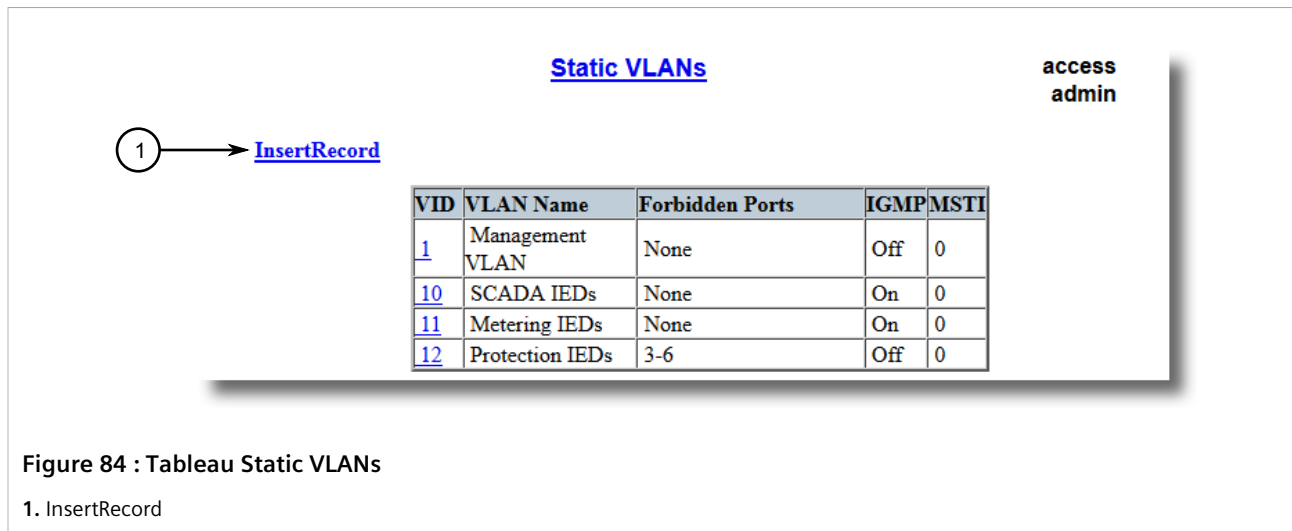 Static VLANs
access
admin
1
InsertRecord
VID VLAN Name Forbidden Ports IGMP MSTI
1 Management VLAN None Off 0
10 SCADA IEDs None On 0
11 Metering IEDs None On 0
12 Protection IEDs 3-6 Off 0
Figure 84 : Tableau Static VLANs
1. InsertRecord